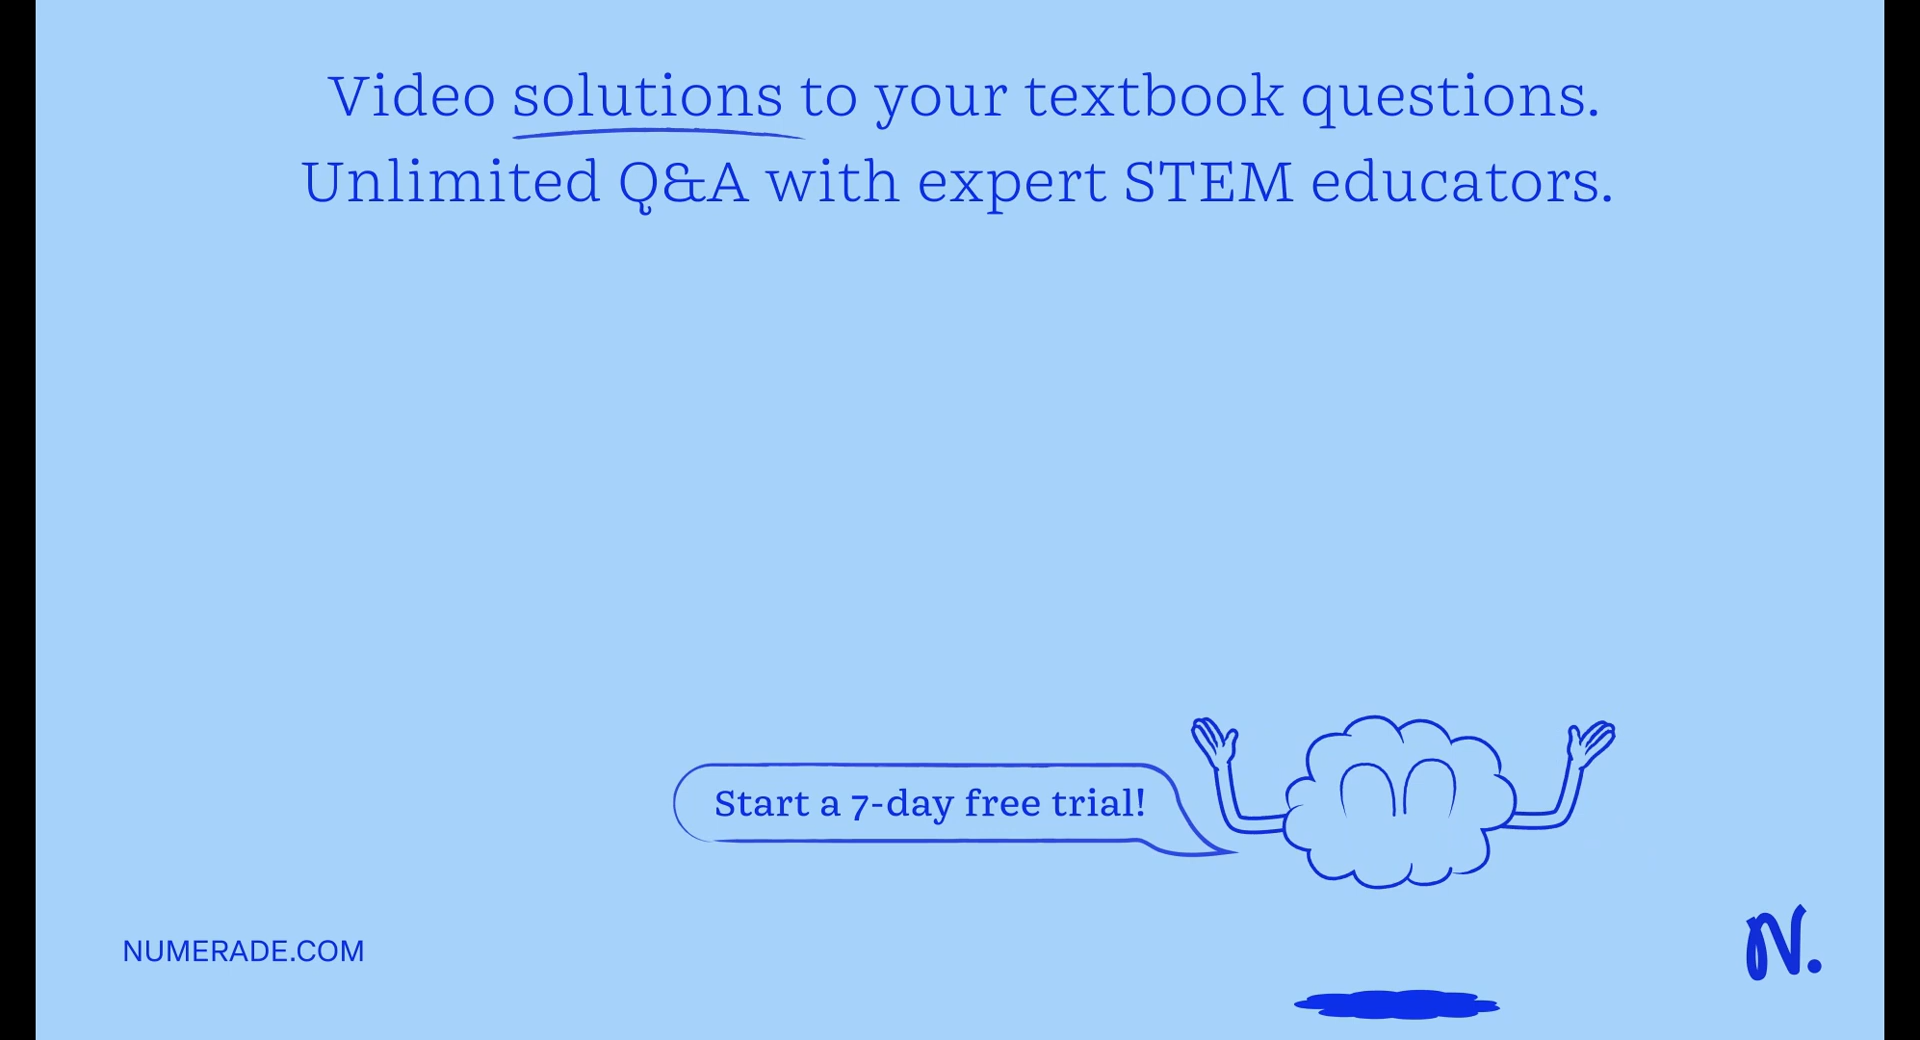 Video solutions to your textbook questions.
Unlimited Q&A with expert STEM educators.
Start a 7-day free trial!
NUMERADE.COM
N.